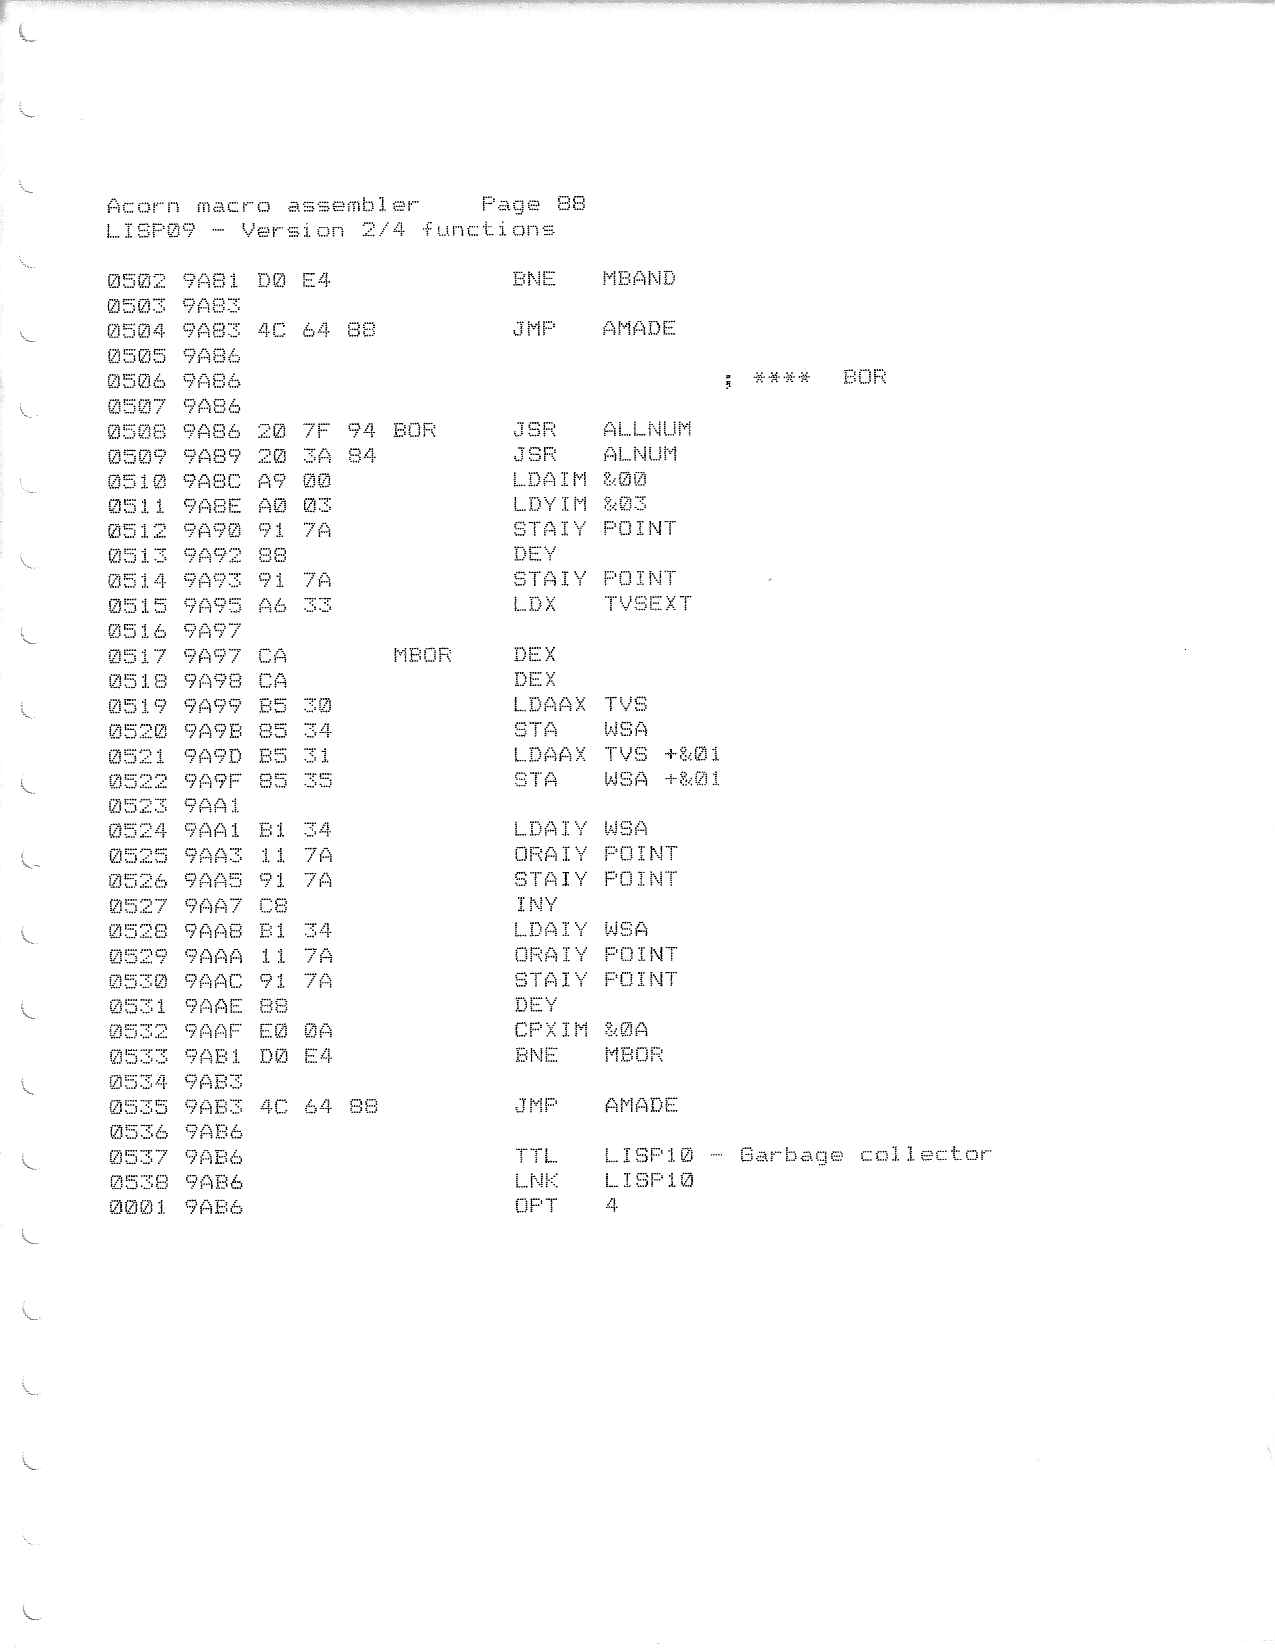 Acorn macro assembler    Page 88
LISP09 - Version 2/4 functions
0502 9A81 D0 E4            BNE   MBAND
0503 9A83
0504 9A83 4C 64 88         JMP   AMADE
0505 9A86
0506 9A86                                ; ****  BOR
0507 9A86
0508 9A86 20 7F 94 BOR     JSR   ALLNUM
0509 9A89 20 3A 84         JSR   ALNUM
0510 9A8C A9 00            LDAIM &00
0511 9A8E A0 03            LDYIM &03
0512 9A90 91 7A            STAIY POINT
0513 9A92 88               DEY
0514 9A93 91 7A            STAIY POINT
0515 9A95 A6 33            LDX   TVSEXT
0516 9A97
0517 9A97 CA       MBOR    DEX
0518 9A98 CA               DEX
0519 9A99 B5 30            LDAAX TVS
0520 9A9B 85 34            STA   WSA
0521 9A9D B5 31            LDAAX TVS +&01
0522 9A9F 85 35            STA   WSA +&01
0523 9AA1
0524 9AA1 B1 34            LDAIY WSA
0525 9AA3 11 7A            ORAIY POINT
0526 9AA5 91 7A            STAIY POINT
0527 9AA7 C8               INY
0528 9AA8 B1 34            LDAIY WSA
0529 9AAA 11 7A            ORAIY POINT
0530 9AAC 91 7A            STAIY POINT
0531 9AAE 88               DEY
0532 9AAF E0 0A            CPXIM &0A
0533 9AB1 D0 E4            BNE   MBOR
0534 9AB3
0535 9AB3 4C 64 88         JMP   AMADE
0536 9AB6
0537 9AB6                  TTL   LISP10 - Garbage collector
0538 9AB6                  LNK   LISP10
0001 9AB6                  OPT   4